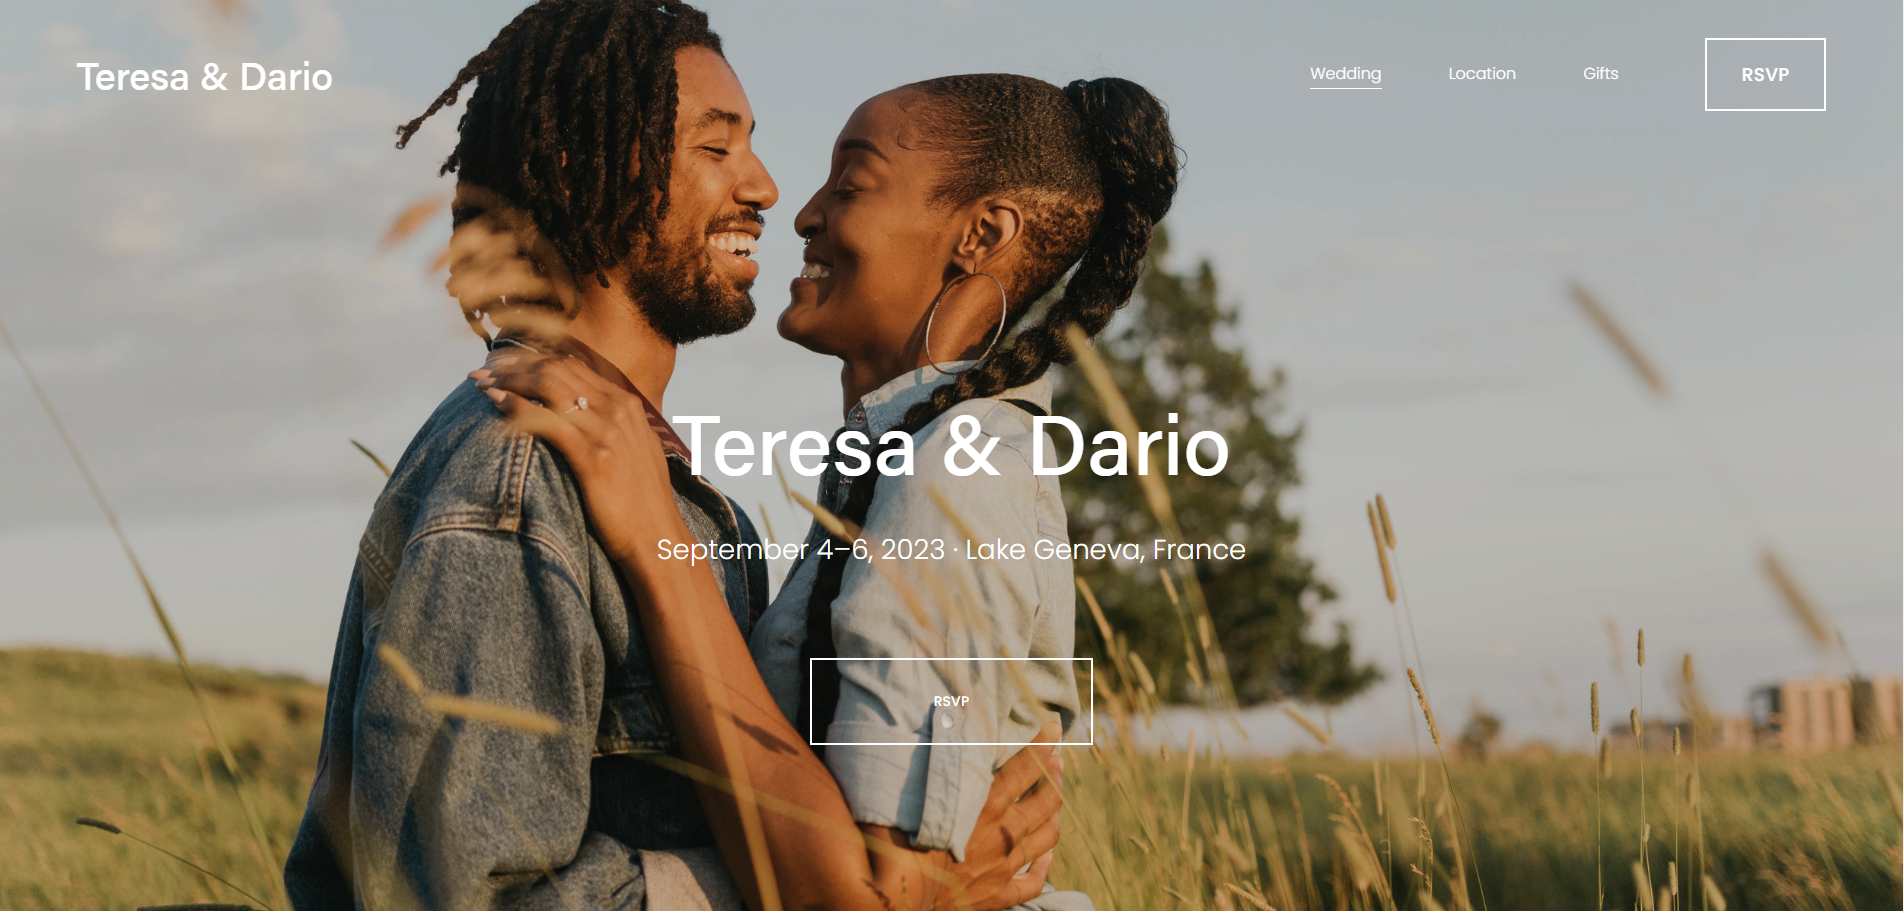 Teresa & Dario
Wedding
Location
Gifts
RSVP
Teresa & Dario
September 4–6, 2023 · Lake Geneva, France
RSVP